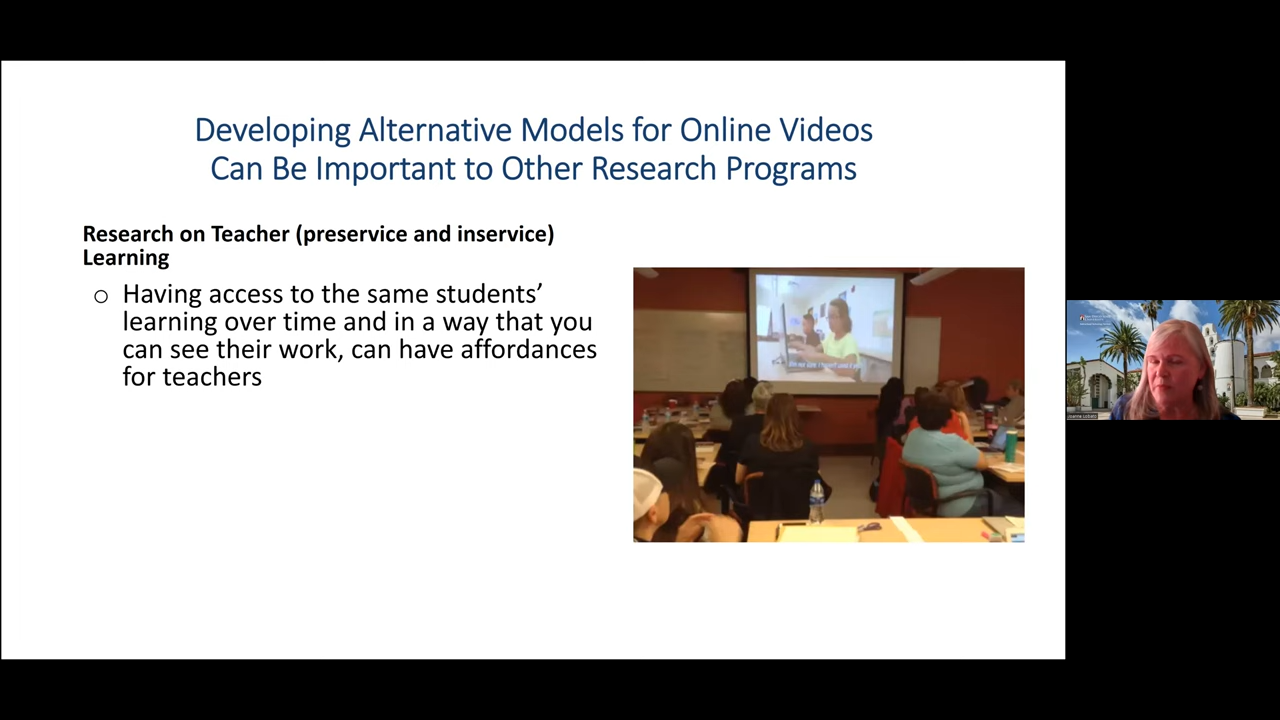 Developing Alternative Models for Online Videos
Can Be Important to Other Research Programs
Research on Teacher (preservice and inservice)
Learning
o Having access to the same students’
learning over time and in a way that you
can see their work, can have affordances
for teachers